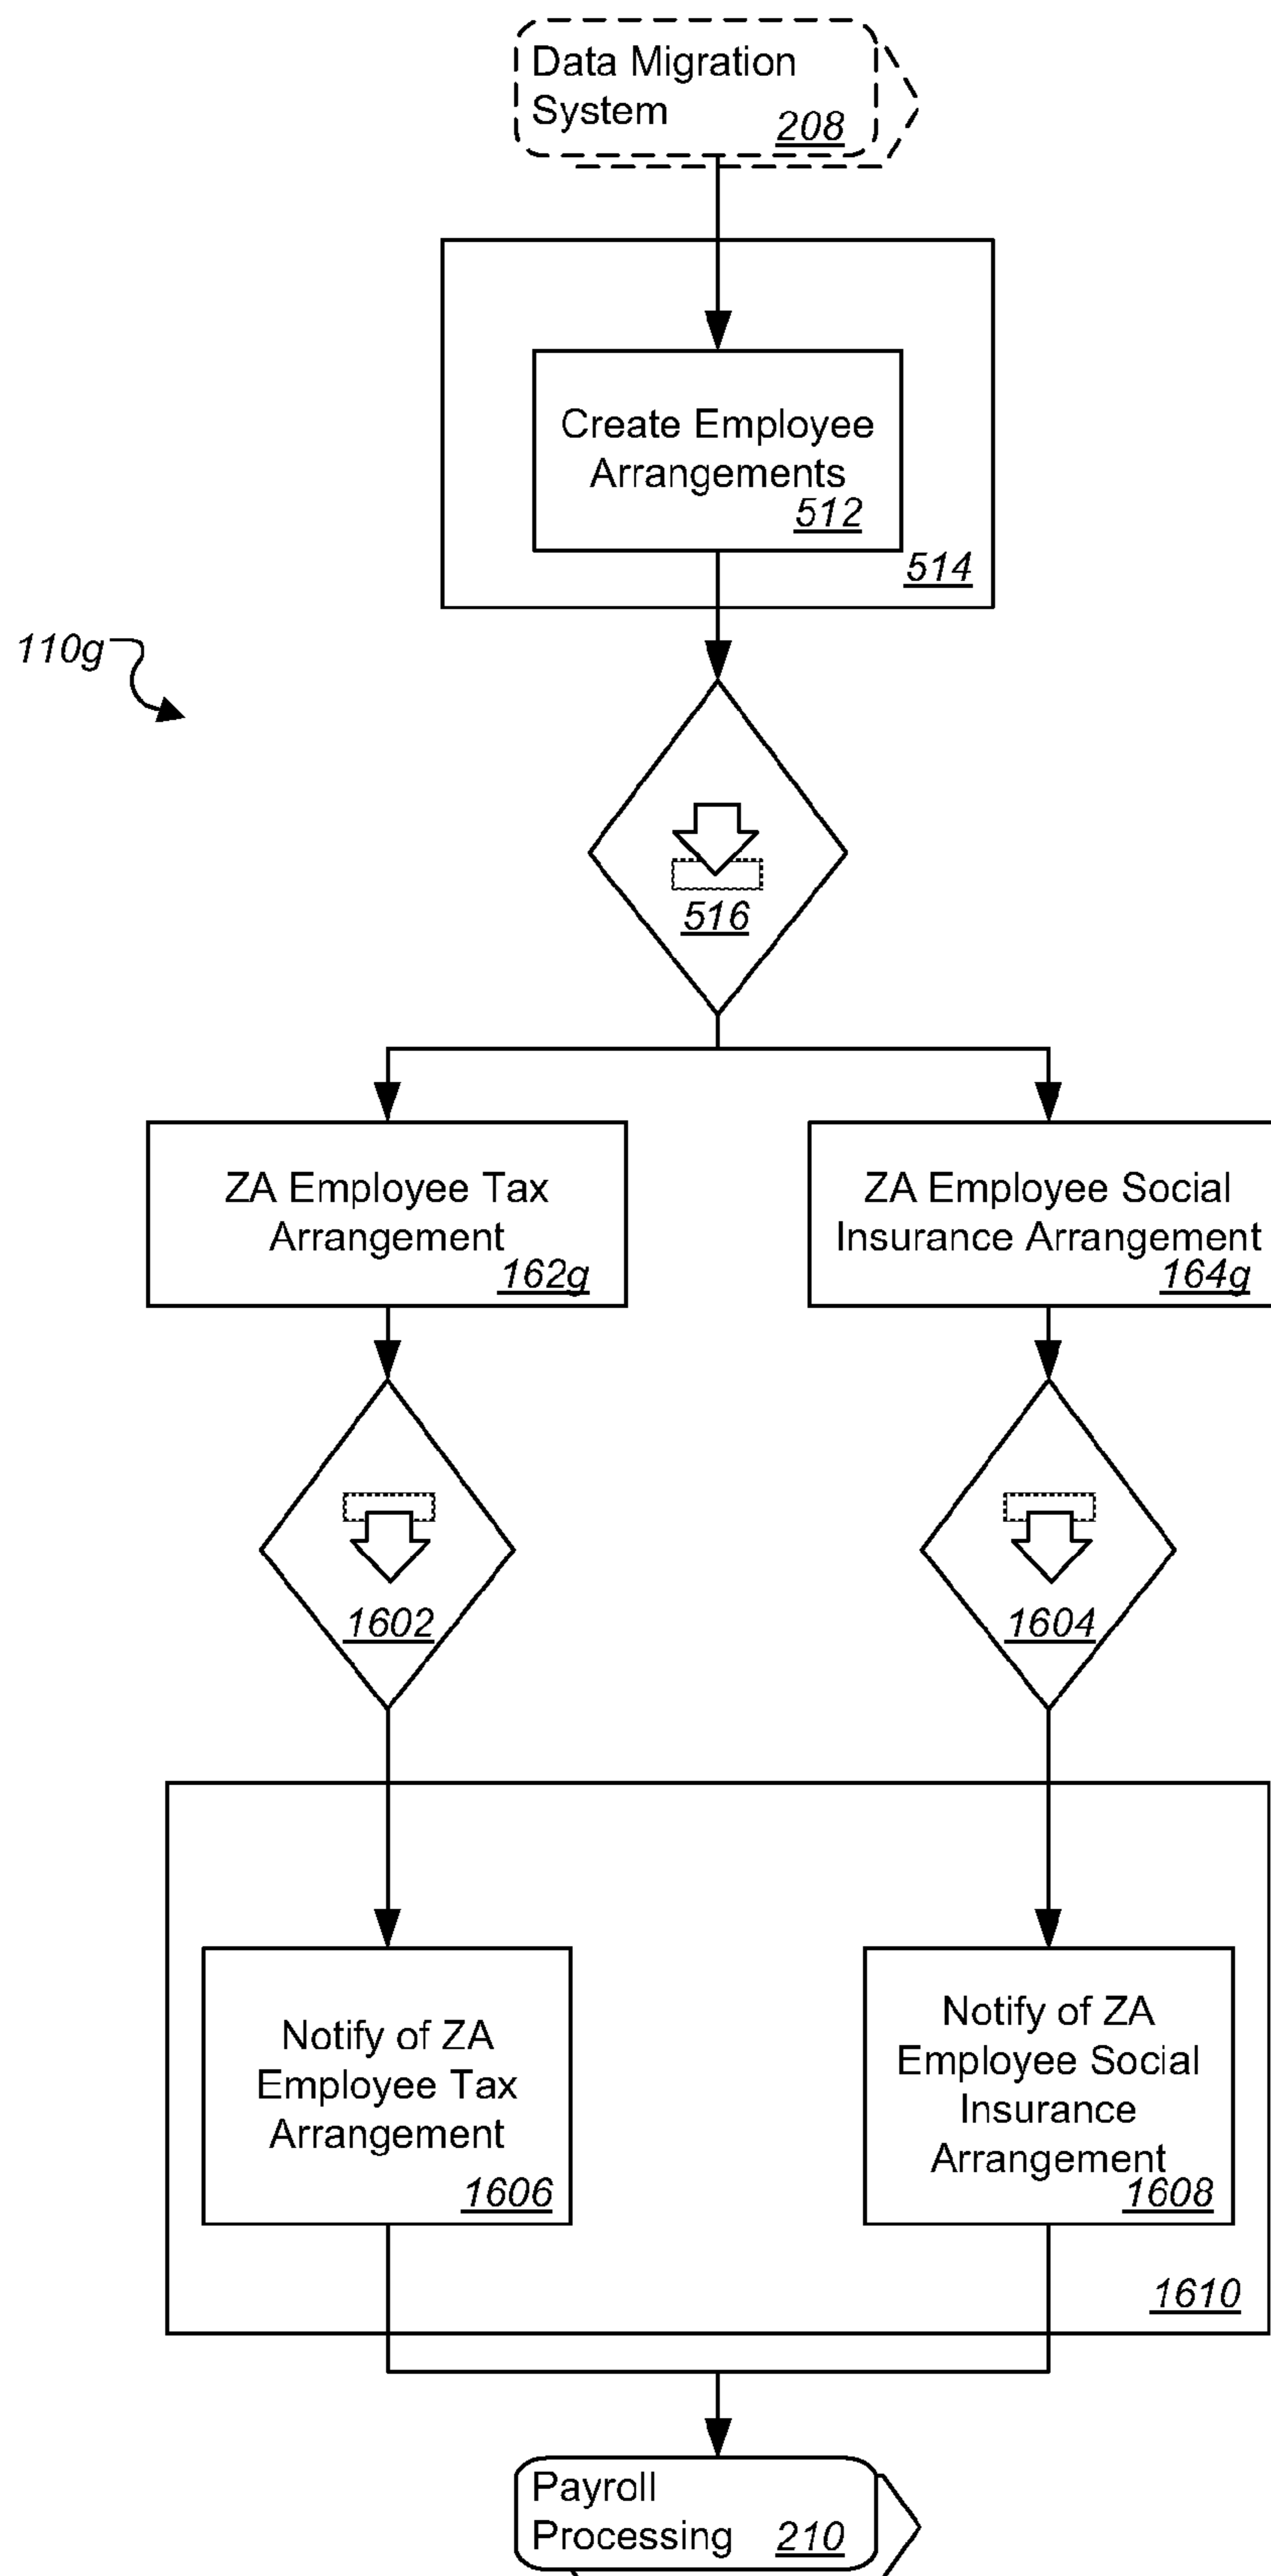 Data Migration
System 208
Create Employee
Arrangements
512
514
110g
516
ZA Employee Tax
Arrangement
162g
ZA Employee Social
Insurance Arrangement
164g
1602
1604
Notify of ZA
Employee Tax
Arrangement
1606
Notify of ZA
Employee Social
Insurance
Arrangement
1608
1610
Payroll
Processing 210